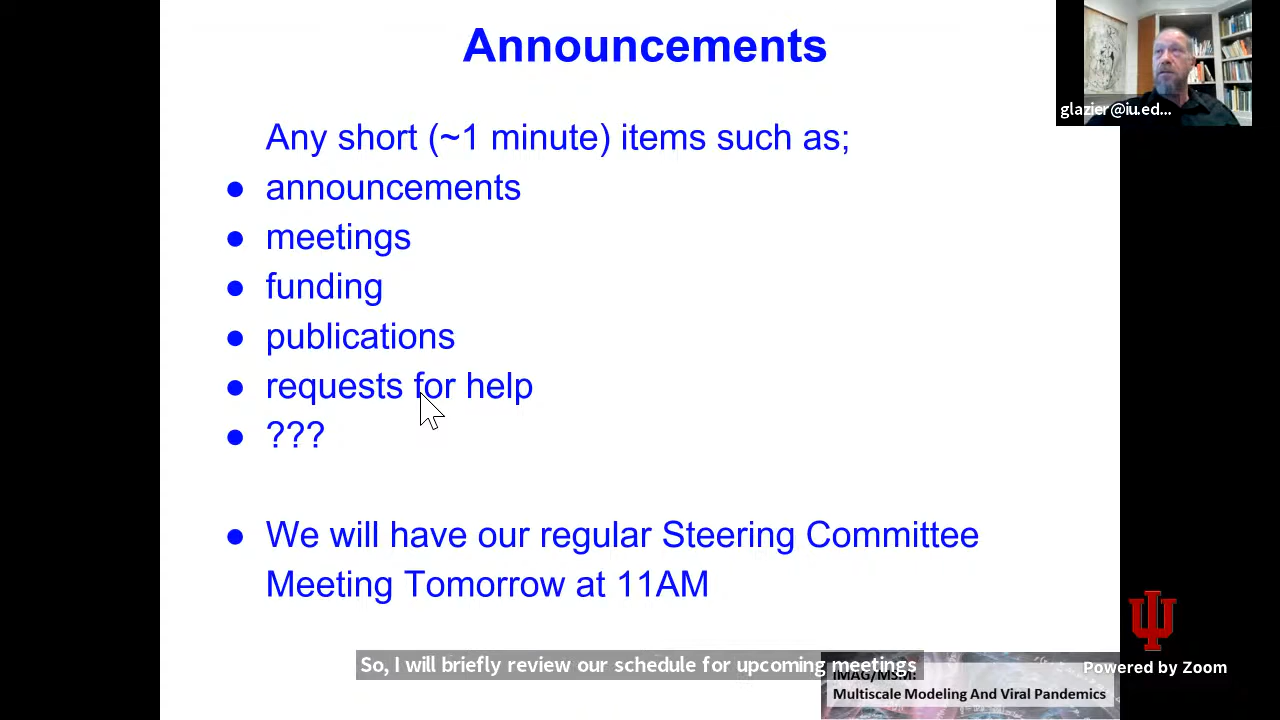 Announcements
glazier@iu.ed...
Any short (~1 minute) items such as;
● announcements
● meetings
● funding
● publications
● requests for help
● ???
● We will have our regular Steering Committee
Meeting Tomorrow at 11AM
So, I will briefly review our schedule for upcoming meetings
Powered by Zoom
IMAG/MSM:
Multiscale Modeling And Viral Pandemics